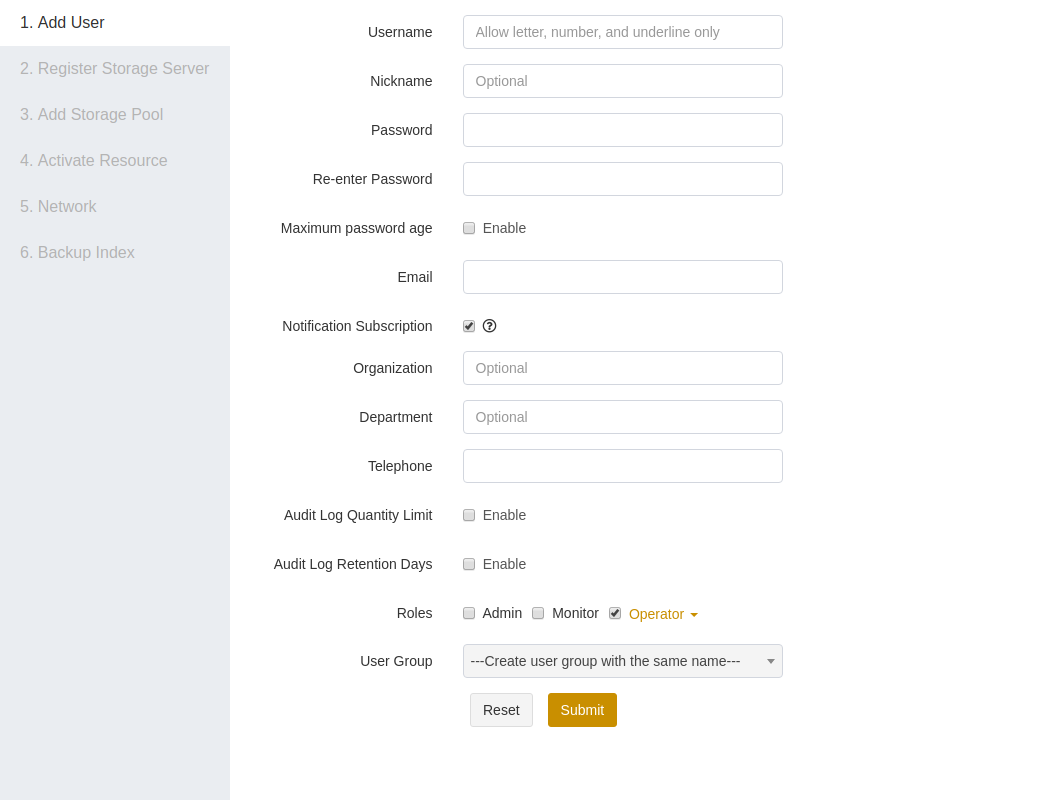 1. Add User
2. Register Storage Server
3. Add Storage Pool
4. Activate Resource
5. Network
6. Backup Index
Username Allow letter, number, and underline only
Nickname Optional
Password
Re-enter Password
Maximum password age Enable
Email
Notification Subscription
Organization Optional
Department Optional
Telephone
Audit Log Quantity Limit Enable
Audit Log Retention Days Enable
Roles Admin Monitor Operator
User Group ---Create user group with the same name---
Reset Submit